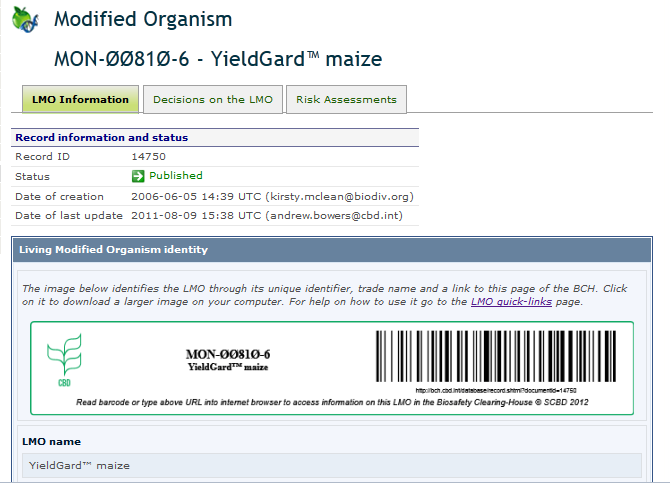 Modified Organism
MON-ØØ81Ø-6 - YieldGard™ maize
LMO Information Decisions on the LMO Risk Assessments
Record information and status
Record ID 14750
Status Published
Date of creation 2006-06-05 14:39 UTC (kirsty.mclean@biodiv.org)
Date of last update 2011-08-09 15:38 UTC (andrew.bowers@cbd.int)
Living Modified Organism identity
The image below identifies the LMO through its unique identifier, trade name and a link to this page of the BCH. Click
on it to download a larger image on your computer. For help on how to use it go to the LMO quick-links page.
MON-ØØ81Ø-6
YieldGard™ maize
CBD
http://bch.cbd.int/database/record.shtml?documentid=14750
Read barcode or type above URL into internet browser to access information on this LMO in the Biosafety Clearing-House © SCBD 2012
LMO name
YieldGard™ maize